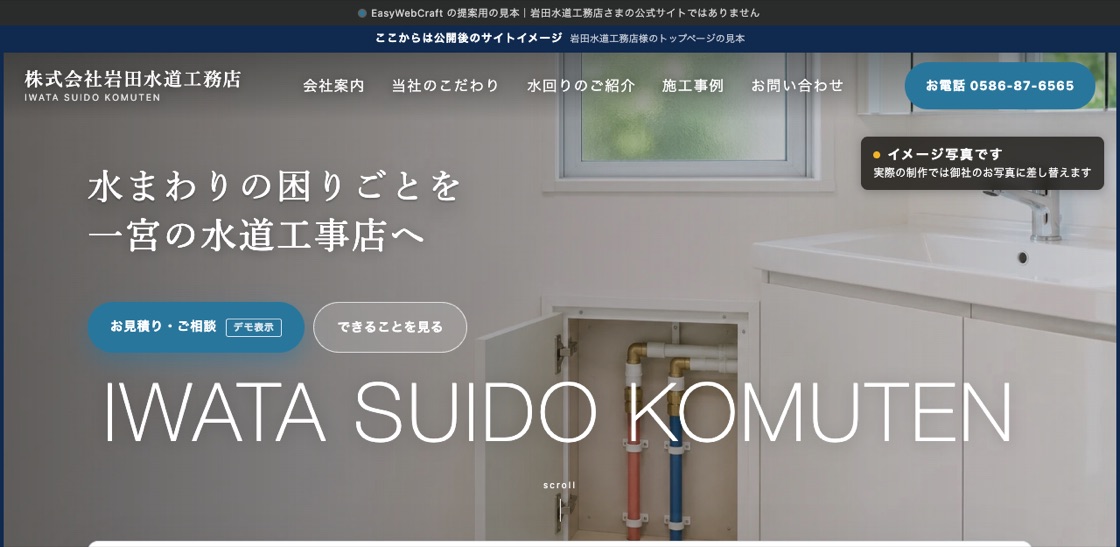 EasyWebCraft の提案用の見本｜岩田水道工務店さまの公式サイトではありません
ここからは公開後のサイトイメージ 岩田水道工務店様のトップページの見本
株式会社岩田水道工務店
IWATA SUIDO KOMUTEN
会社案内 当社のこだわり 水回りのご紹介 施工事例 お問い合わせ
お電話 0586-87-6565
イメージ写真です
実際の制作では御社のお写真に差し替えます
水まわりの困りごとを
一宮の水道工事店へ
お見積り・ご相談 デモ表示 できることを見る
IWATA SUIDO KOMUTEN
scroll